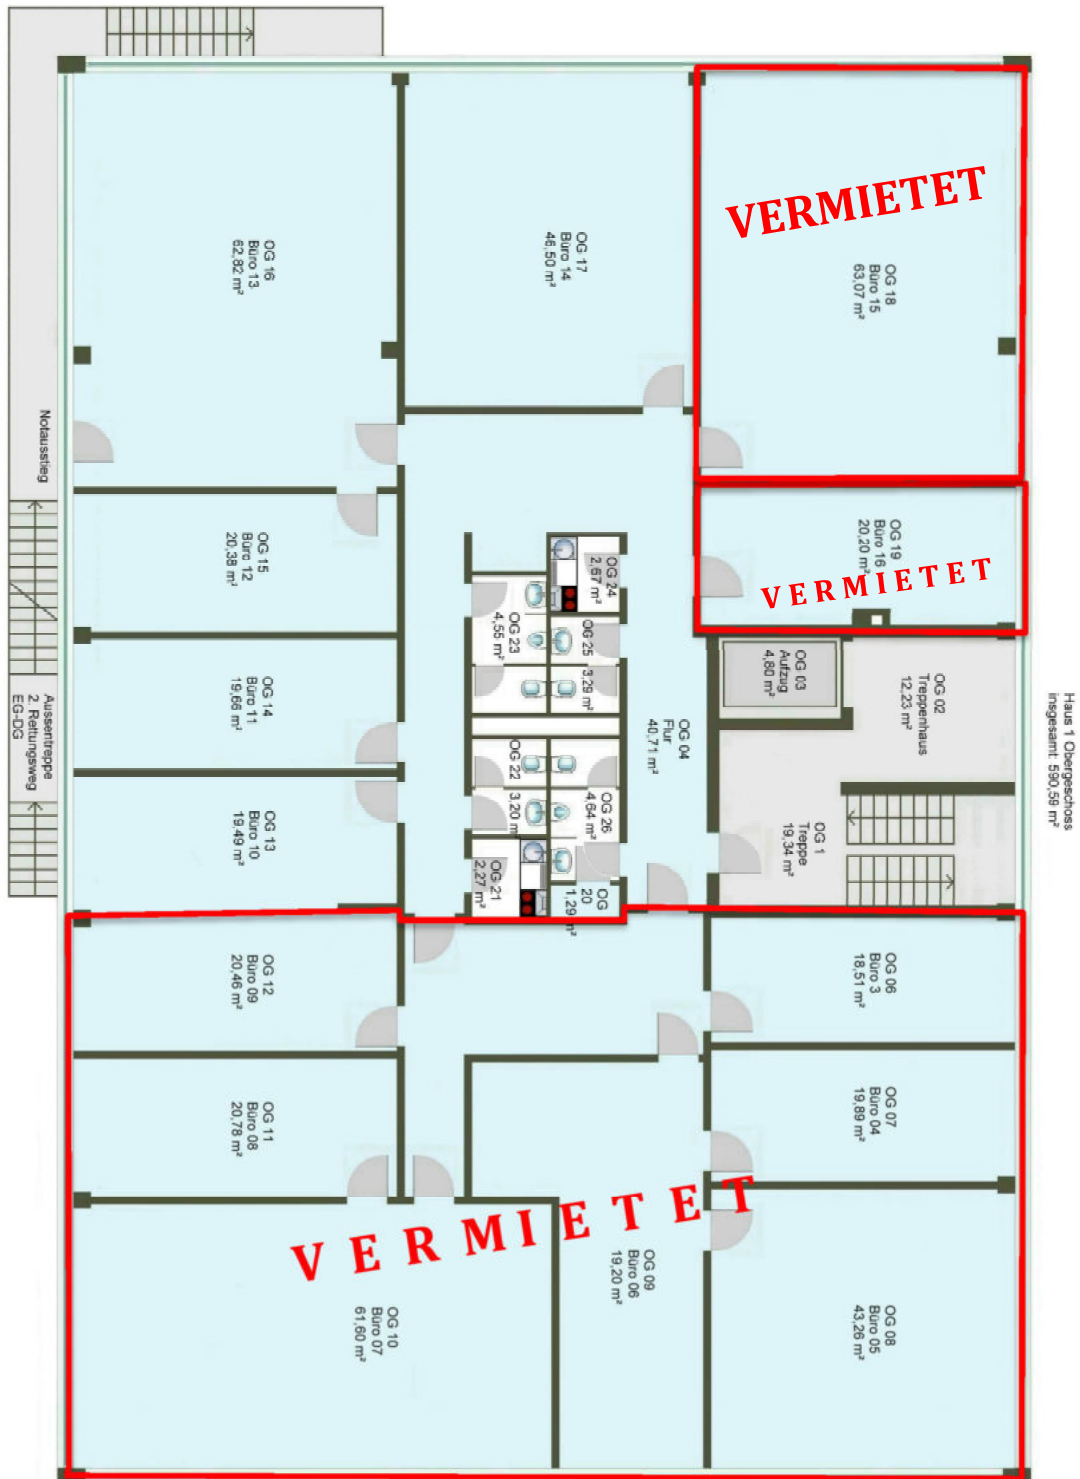 Haus 1 Obergeschoss
insgesamt: 590,59 m²
VERMIETET
OG 18
Büro 15
63,07 m²
OG 17
Büro 14
46,50 m²
OG 16
Büro 13
62,82 m²
Notausstieg
OG 19
Büro 16
20,20 m²
VERMIETET
OG 15
Büro 12
20,38 m²
OG 24
2,67 m²
OG 23
4,55 m²
OG 25
3,29 m²
OG 03
Aufzug
4,80 m²
OG 02
Treppenhaus
12,23 m²
OG 14
Büro 11
19,66 m²
OG 04
Flur
40,71 m²
Aussentreppe
2. Rettungsweg
EG-DG
OG 22
3,20 m²
OG 26
4,64 m²
OG 1
Treppe
19,34 m²
OG 13
Büro 10
19,49 m²
OG 21
2,27 m²
OG
20
1,29 m²
OG 12
Büro 09
20,46 m²
OG 06
Büro 3
18,51 m²
OG 11
Büro 08
20,78 m²
OG 07
Büro 04
19,89 m²
VERMIETET
OG 10
Büro 07
61,60 m²
OG 09
Büro 06
19,20 m²
OG 08
Büro 05
43,26 m²